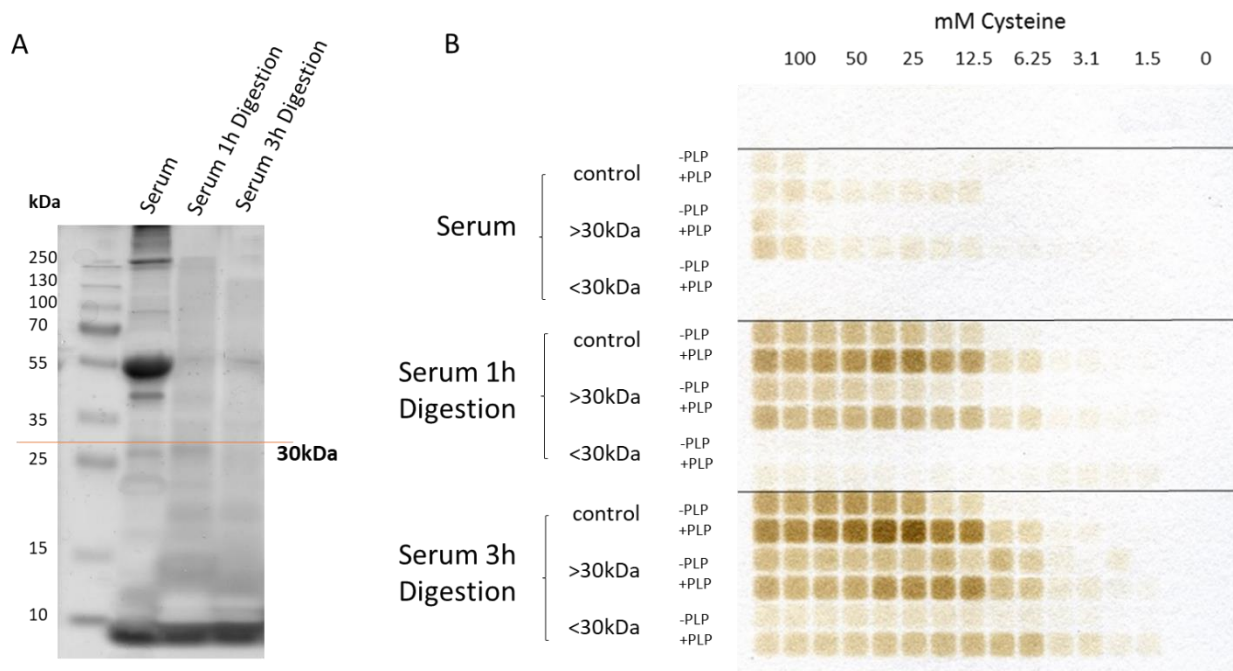 A
Serum
Serum 1h Digestion
Serum 3h Digestion
kDa
250
130
100
70
55
35
25
15
10
30kDa
B
mM Cysteine
100 50 25 12.5 6.25 3.1 1.5 0
Serum
control
-PLP
+PLP
>30kDa
-PLP
+PLP
<30kDa
-PLP
+PLP
Serum 1h
Digestion
control
-PLP
+PLP
>30kDa
-PLP
+PLP
<30kDa
-PLP
+PLP
Serum 3h
Digestion
control
-PLP
+PLP
>30kDa
-PLP
+PLP
<30kDa
-PLP
+PLP